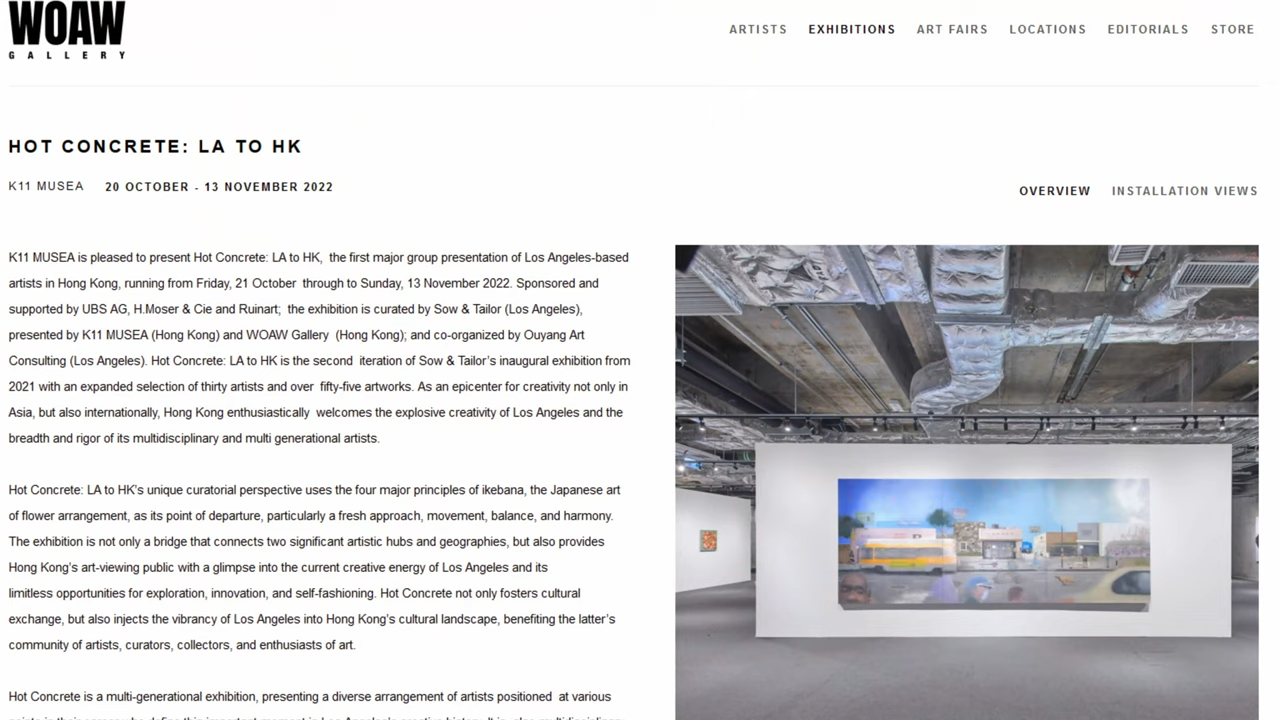 WOAW
GALLERY
ARTISTS EXHIBITIONS ART FAIRS LOCATIONS EDITORIALS STORE
HOT CONCRETE: LA TO HK
K11 MUSEA 20 OCTOBER - 13 NOVEMBER 2022
OVERVIEW INSTALLATION VIEWS
K11 MUSEA is pleased to present Hot Concrete: LA to HK, the first major group presentation of Los Angeles-based
artists in Hong Kong, running from Friday, 21 October through to Sunday, 13 November 2022. Sponsored and
supported by UBS AG, H.Moser & Cie and Ruinart; the exhibition is curated by Sow & Tailor (Los Angeles),
presented by K11 MUSEA (Hong Kong) and WOAW Gallery (Hong Kong); and co-organized by Ouyang Art
Consulting (Los Angeles). Hot Concrete: LA to HK is the second iteration of Sow & Tailor's inaugural exhibition from
2021 with an expanded selection of thirty artists and over fifty-five artworks. As an epicenter for creativity not only in
Asia, but also internationally, Hong Kong enthusiastically welcomes the explosive creativity of Los Angeles and the
breadth and rigor of its multidisciplinary and multi generational artists.
Hot Concrete: LA to HK's unique curatorial perspective uses the four major principles of ikebana, the Japanese art
of flower arrangement, as its point of departure, particularly a fresh approach, movement, balance, and harmony.
The exhibition is not only a bridge that connects two significant artistic hubs and geographies, but also provides
Hong Kong's art-viewing public with a glimpse into the current creative energy of Los Angeles and its
limitless opportunities for exploration, innovation, and self-fashioning. Hot Concrete not only fosters cultural
exchange, but also injects the vibrancy of Los Angeles into Hong Kong's cultural landscape, benefiting the latter's
community of artists, curators, collectors, and enthusiasts of art.
Hot Concrete is a multi-generational exhibition, presenting a diverse arrangement of artists positioned at various